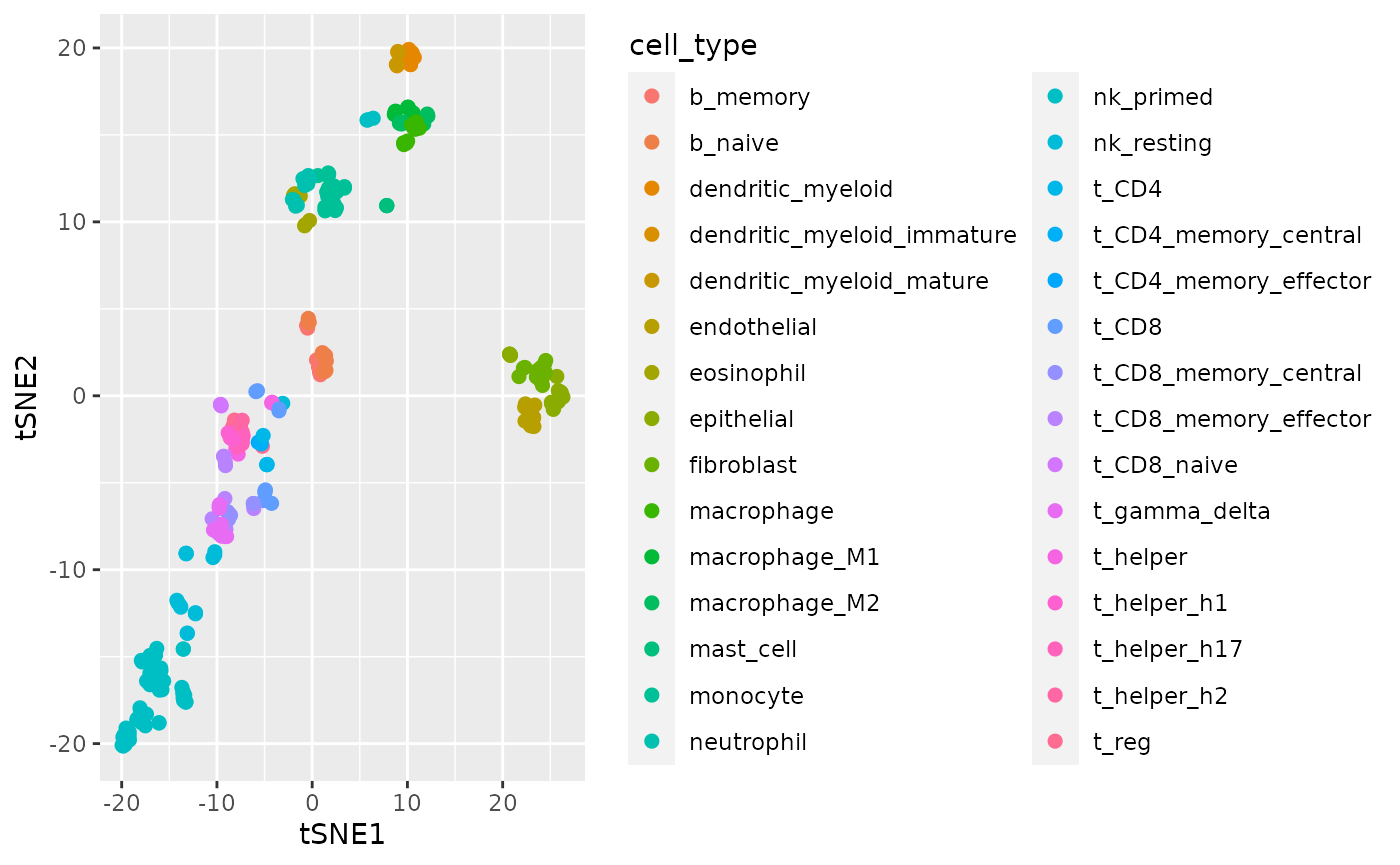 20
10
0
-10
-20
tSNE2
-20
-10
0
10
20
tSNE1
cell_type
b_memory
b_naive
dendritic_myeloid
dendritic_myeloid_immature
dendritic_myeloid_mature
endothelial
eosinophil
epithelial
fibroblast
macrophage
macrophage_M1
macrophage_M2
mast_cell
monocyte
neutrophil
nk_primed
nk_resting
t_CD4
t_CD4_memory_central
t_CD4_memory_effector
t_CD8
t_CD8_memory_central
t_CD8_memory_effector
t_CD8_naive
t_gamma_delta
t_helper
t_helper_h1
t_helper_h17
t_helper_h2
t_reg